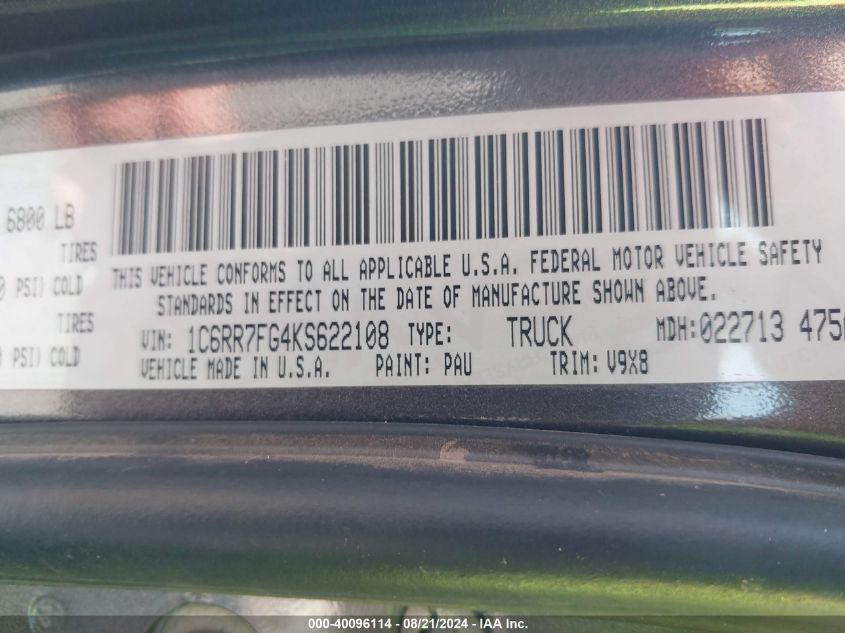 6800 LB
TIRES
PSI) COLD
TIRES
PSI) COLD
THIS VEHICLE CONFORMS TO ALL APPLICABLE U.S.A. FEDERAL MOTOR VEHICLE SAFETY
STANDARDS IN EFFECT ON THE DATE OF MANUFACTURE SHOWN ABOVE.
VIN: 1C6RR7FG4KS622108 TYPE: TRUCK MDH:022713 475
VEHICLE MADE IN U.S.A. PAINT: PAU TRIM: V9X8
000-40096114 - 08/21/2024 - IAA Inc.